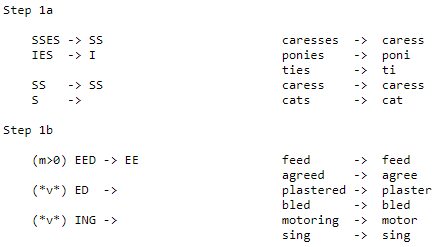 Step 1a
SSES -> SS caresses -> caress
IES -> I ponies -> poni
ties -> ti
SS -> SS caress -> caress
S -> cats -> cat
Step 1b
(m>0) EED -> EE feed -> feed
agreed -> agree
(*v*) ED -> plastered -> plaster
bled -> bled
(*v*) ING -> motoring -> motor
sing -> sing